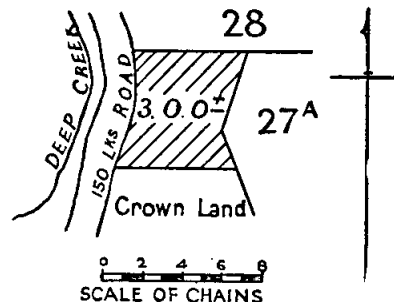 28
DEEP CREEK
150 LKS ROAD
3.0.0±
27A
Crown Land
0 2 4 6 8
SCALE OF CHAINS